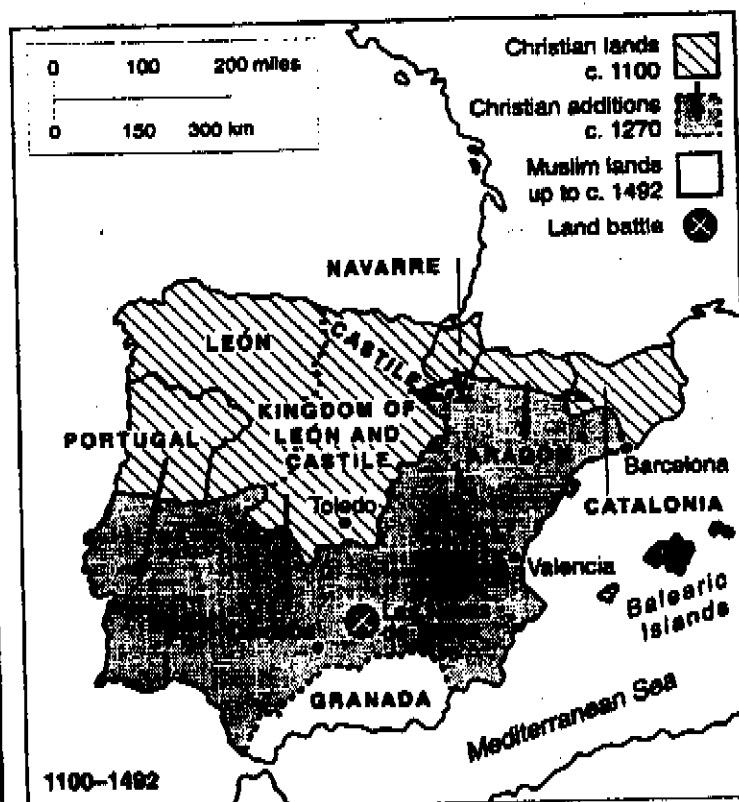 0 100 200 miles
0 150 300 km
Christian lands
c. 1100
Christian additions
c. 1270
Muslim lands
up to c. 1492
Land battle
NAVARRE
LEÓN
CASTILE
KINGDOM OF
LEÓN AND
CASTILE
PORTUGAL
ARAGON
Barcelona
Toledo
CATALONIA
Valencia
Balearic
Islands
GRANADA
Mediterranean Sea
1100–1492